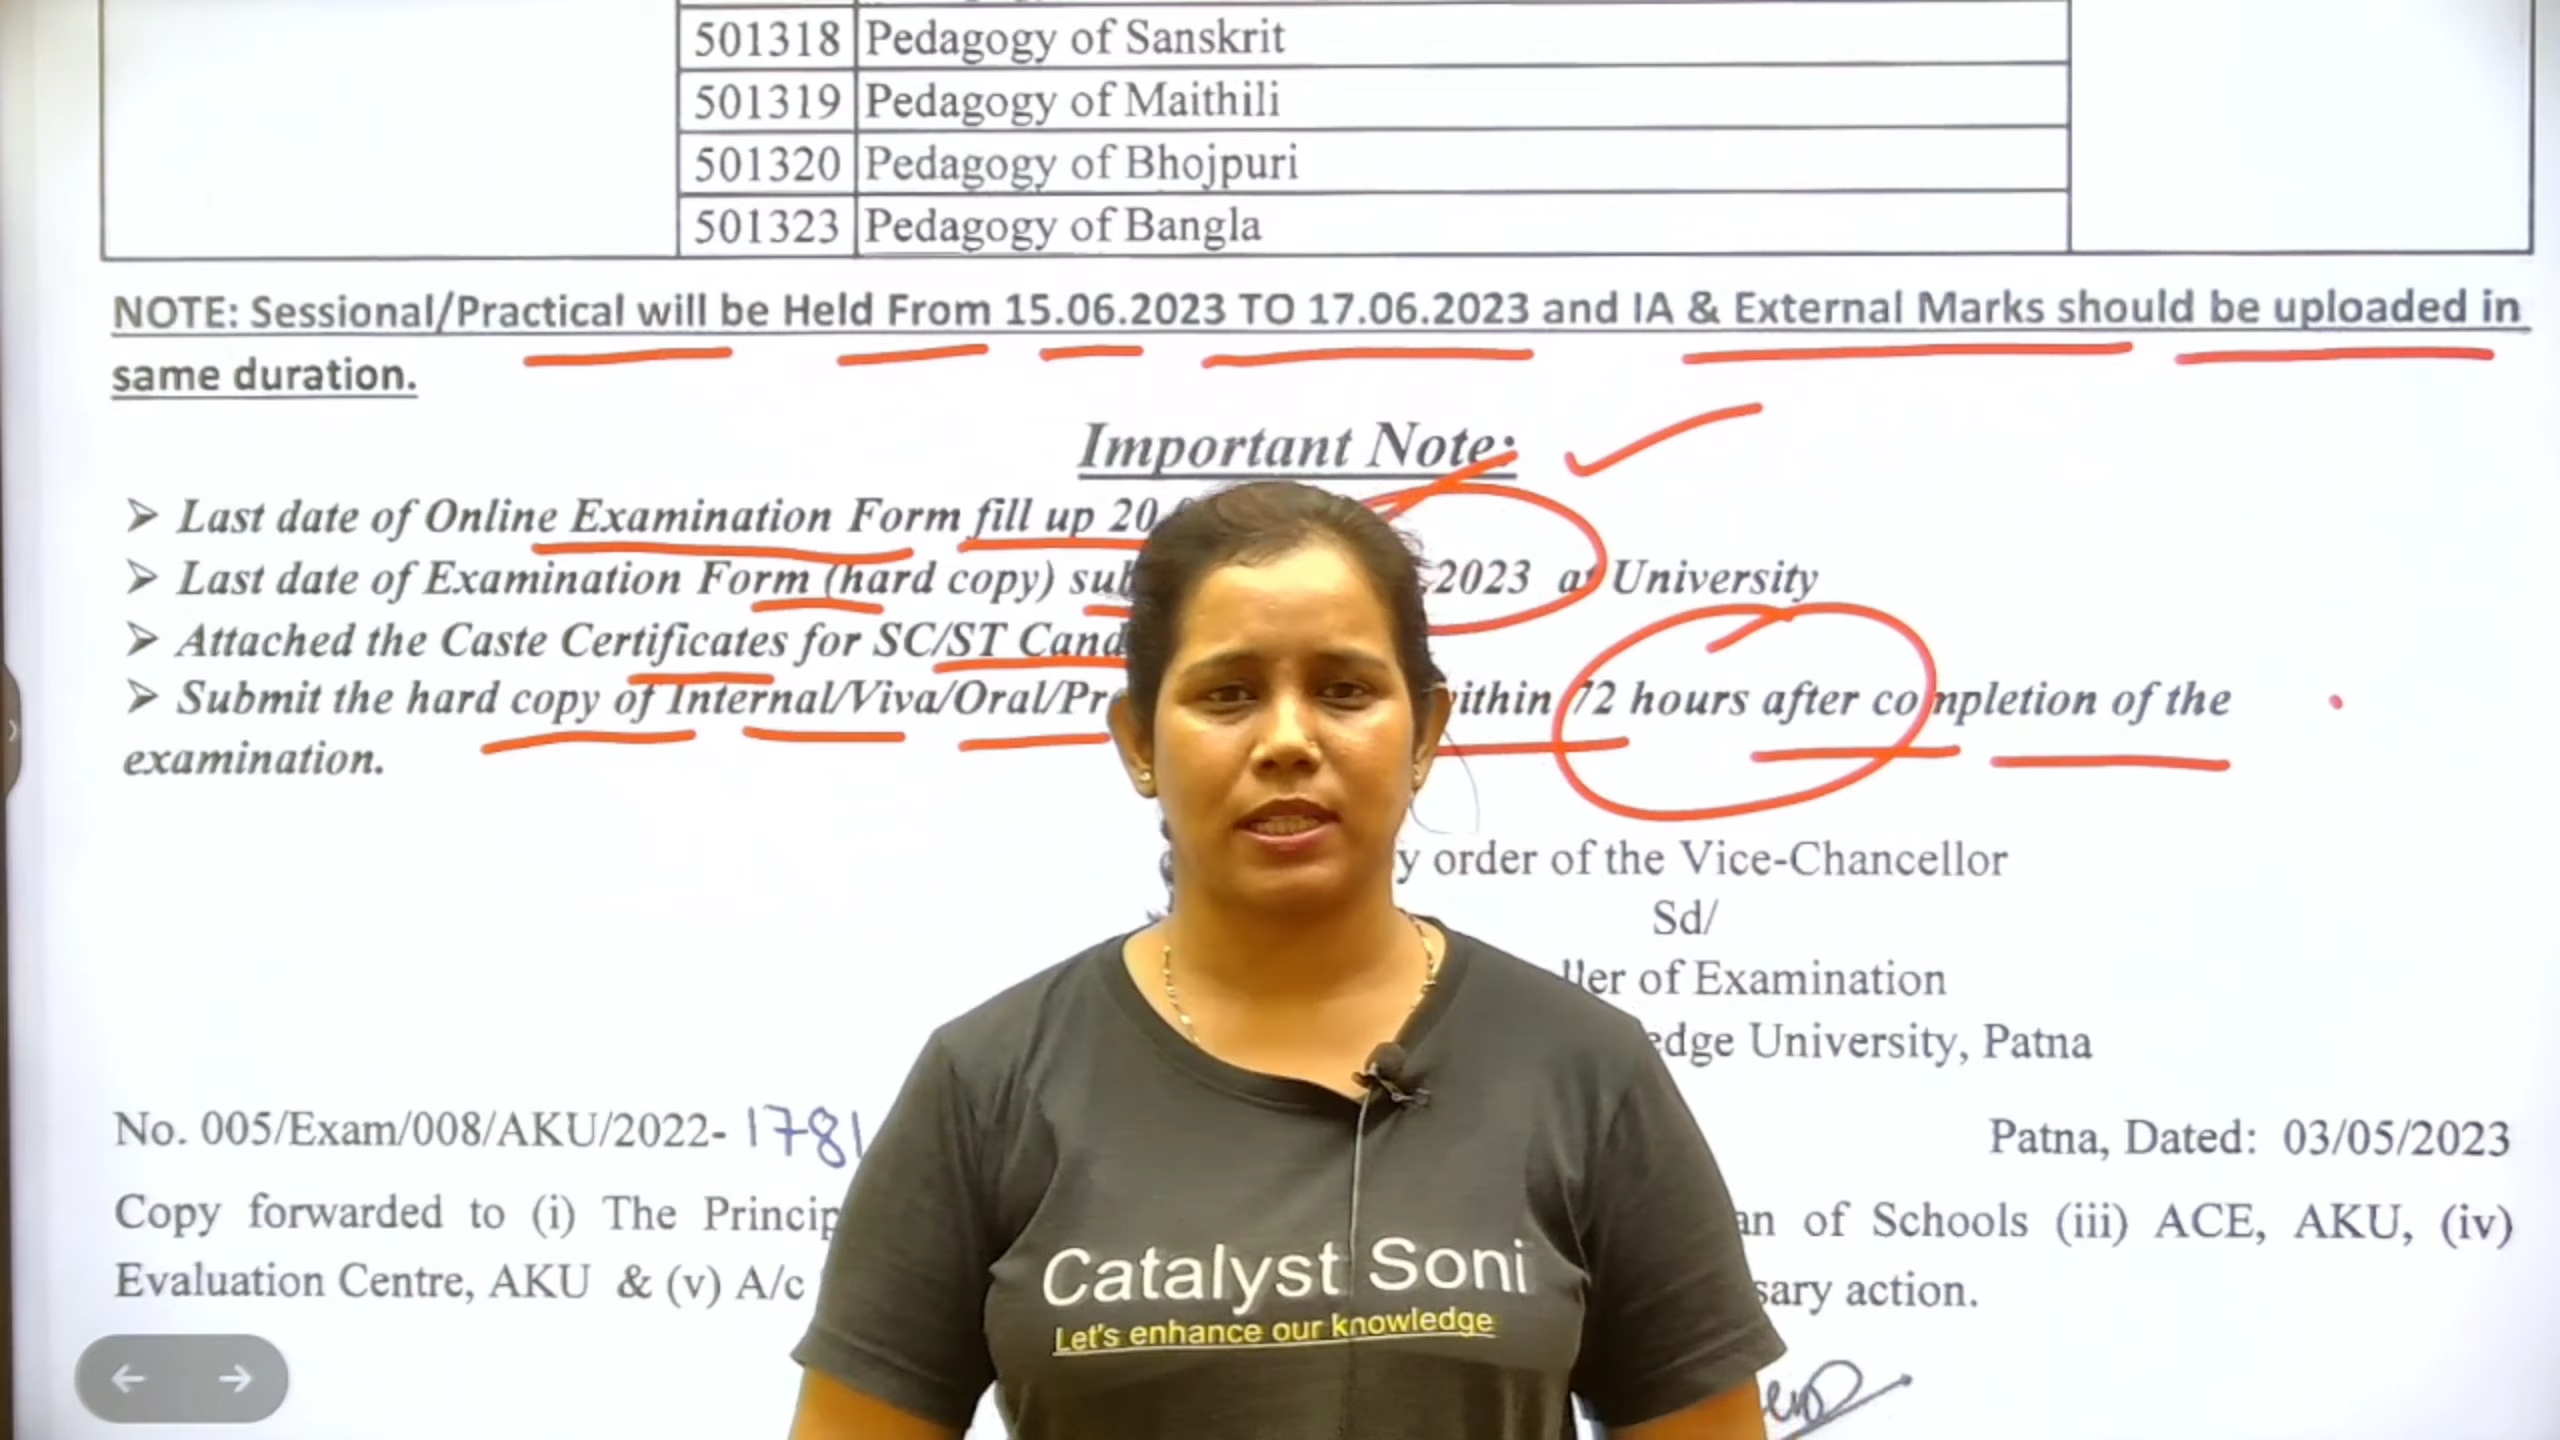 501318 Pedagogy of Sanskrit
501319 Pedagogy of Maithili
501320 Pedagogy of Bhojpuri
501323 Pedagogy of Bangla
NOTE: Sessional/Practical will be Held From 15.06.2023 TO 17.06.2023 and IA & External Marks should be uploaded in
same duration.
Important Note:
➢ Last date of Online Examination Form fill up 20
➢ Last date of Examination Form (hard copy) 2023 at University
➢ Attached the Caste Certificates for SC/ST
➢ Submit the hard copy of Internal/Viva/Oral/ 72 hours after completion of the
examination.
order of the Vice-Chancellor
Sd/
of Examination
University, Patna
No. 005/Exam/008/AKU/2022-1781
Patna, Dated: 03/05/2023
Copy forwarded to (i) The of Schools (iii) ACE, AKU, (iv)
Evaluation Centre, AKU & (v) A/c action.
Catalyst Soni
Let's enhance our knowledge